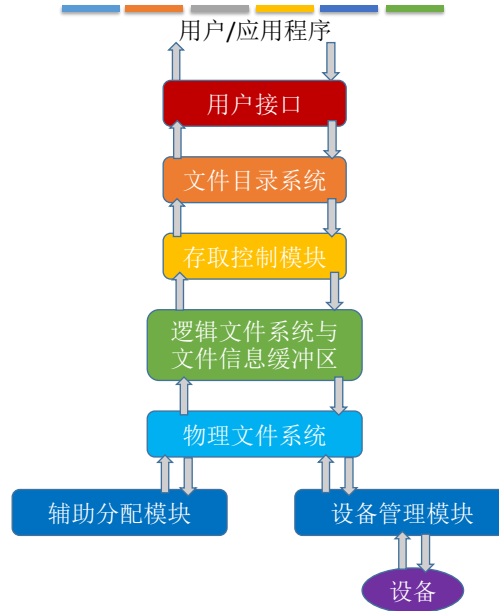 用户/应用程序
用户接口
文件目录系统
存取控制模块
逻辑文件系统与
文件信息缓冲区
物理文件系统
辅助分配模块
设备管理模块
设备